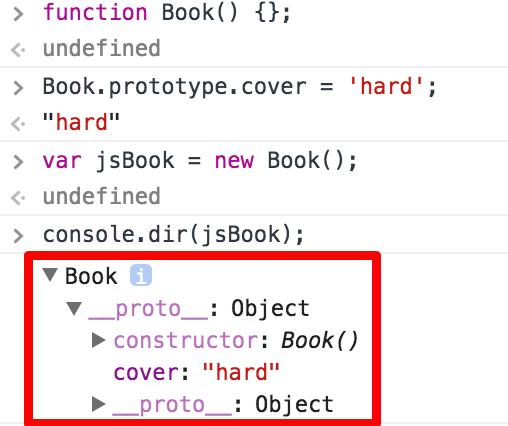 function Book() {};
undefined
Book.prototype.cover = 'hard';
"hard"
var jsBook = new Book();
undefined
console.dir(jsBook);
Book i
__proto__: Object
constructor: Book()
cover: "hard"
__proto__: Object